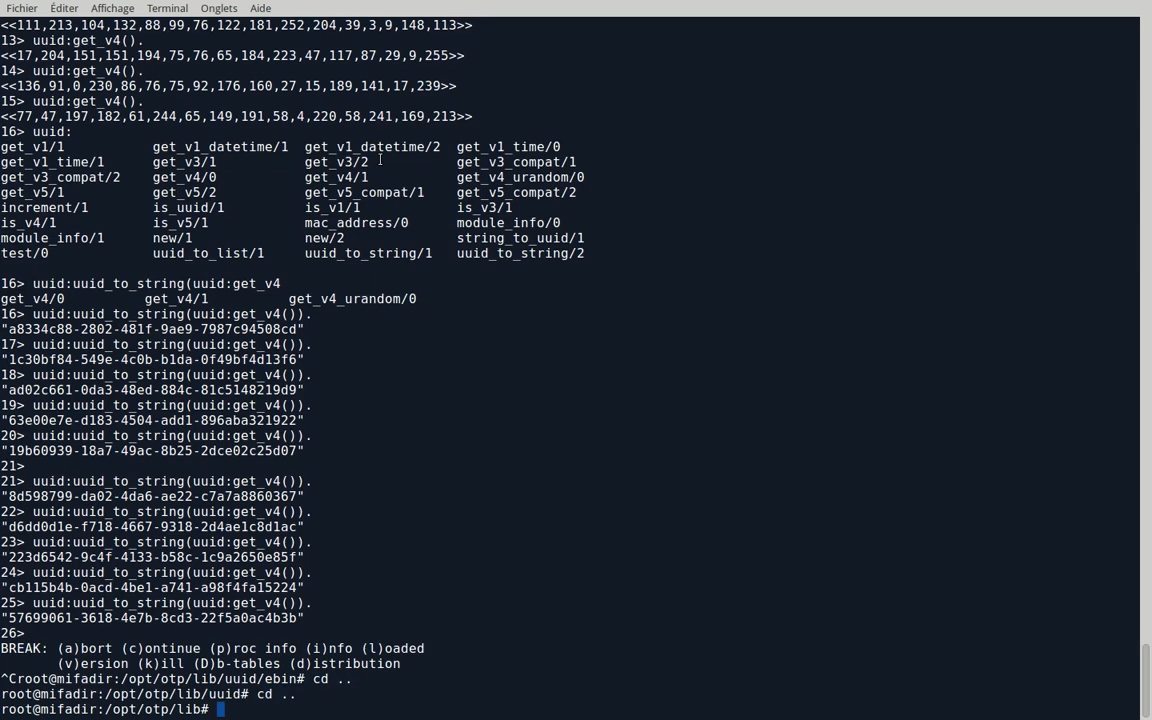 Fichier Éditer Affichage Terminal Onglets Aide
<<111,213,104,132,88,99,76,122,181,252,204,39,3,9,148,113>>
13> uuid:get_v4().
<<17,204,151,151,194,75,76,65,184,223,47,117,87,29,9,255>>
14> uuid:get_v4().
<<136,91,0,230,86,76,75,92,176,160,27,15,189,141,17,239>>
15> uuid:get_v4().
<<77,47,197,182,61,244,65,149,191,58,4,220,58,241,169,213>>
16> uuid:
get_v1/1 get_v1_datetime/1 get_v1_datetime/2 get_v1_time/0
get_v1_time/1 get_v3/1 get_v3/2 get_v3_compat/1
get_v3_compat/2 get_v4/0 get_v4/1 get_v4_urandom/0
get_v5/1 get_v5/2 get_v5_compat/1 get_v5_compat/2
increment/1 is_uuid/1 is_v1/1 is_v3/1
is_v4/1 is_v5/1 mac_address/0 module_info/0
module_info/1 new/1 new/2 string_to_uuid/1
test/0 uuid_to_list/1 uuid_to_string/1 uuid_to_string/2
16> uuid:uuid_to_string(uuid:get_v4
get_v4/0 get_v4/1 get_v4_urandom/0
16> uuid:uuid_to_string(uuid:get_v4()).
"a8334c88-2802-481f-9ae9-7987c94508cd"
17> uuid:uuid_to_string(uuid:get_v4()).
"1c30bf84-549e-4c0b-b1da-0f49bf4d13f6"
18> uuid:uuid_to_string(uuid:get_v4()).
"ad02c661-0da3-48ed-884c-81c5148219d9"
19> uuid:uuid_to_string(uuid:get_v4()).
"63e00e7e-d183-4504-add1-896aba321922"
20> uuid:uuid_to_string(uuid:get_v4()).
"19b60939-18a7-49ac-8b25-2dce02c25d07"
21>
21> uuid:uuid_to_string(uuid:get_v4()).
"8d598799-da02-4da6-ae22-c7a7a8860367"
22> uuid:uuid_to_string(uuid:get_v4()).
"d6dd0d1e-f718-4667-9318-2d4ae1c8d1ac"
23> uuid:uuid_to_string(uuid:get_v4()).
"223d6542-9c4f-4133-b58c-1c9a2650e85f"
24> uuid:uuid_to_string(uuid:get_v4()).
"cb115b4b-0acd-4be1-a741-a98f4fa15224"
25> uuid:uuid_to_string(uuid:get_v4()).
"57699061-3618-4e7b-8cd3-22f5a0ac4b3b"
26>
BREAK: (a)bort (c)ontinue (p)roc info (i)nfo (l)oaded
(v)ersion (k)ill (D)b-tables (d)istribution
^Croot@mifadir:/opt/otp/lib/uuid/ebin# cd ..
root@mifadir:/opt/otp/lib/uuid# cd ..
root@mifadir:/opt/otp/lib#